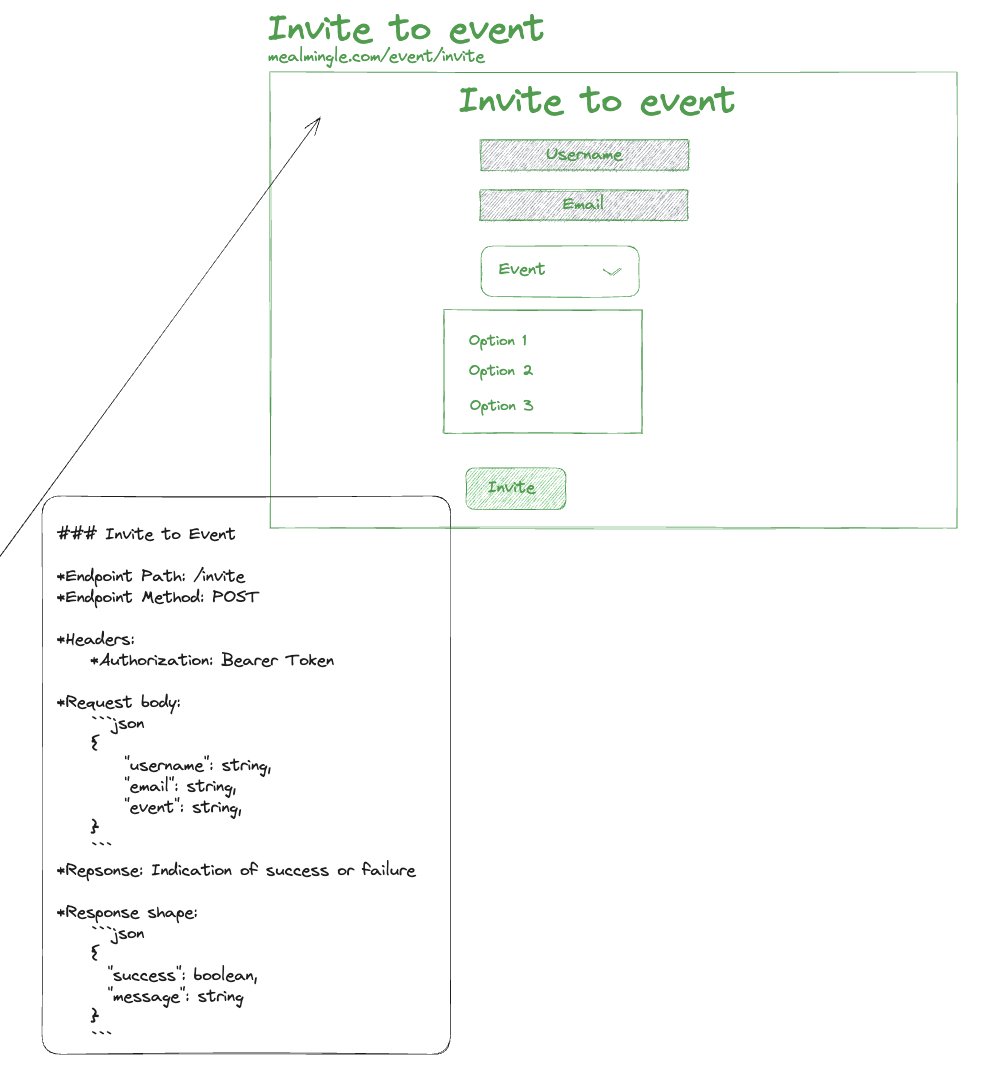 Invite to event
mealmingle.com/event/invite
Invite to event
Username
Email
Event
Option 1
Option 2
Option 3
Invite
### Invite to Event
*Endpoint Path: /invite
*Endpoint Method: POST
*Headers:
*Authorization: Bearer Token
*Request body:
```json
{
"username": string,
"email": string,
"event": string,
}
```
*Repsonse: Indication of success or failure
*Response shape:
```json
{
"success": boolean,
"message": string
}
```